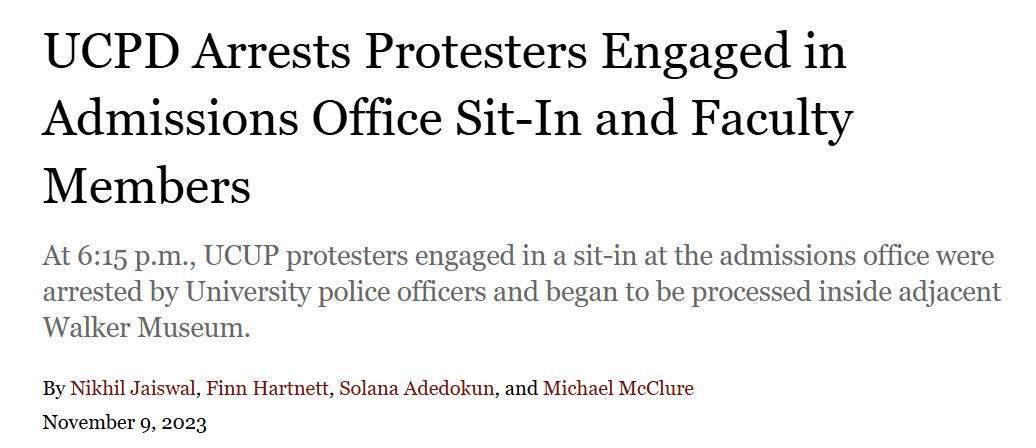 UCPD Arrests Protesters Engaged in
Admissions Office Sit-In and Faculty
Members
At 6:15 p.m., UCUP protesters engaged in a sit-in at the admissions office were
arrested by University police officers and began to be processed inside adjacent
Walker Museum.
By Nikhil Jaiswal, Finn Hartnett, Solana Adedokun, and Michael McClure
November 9, 2023